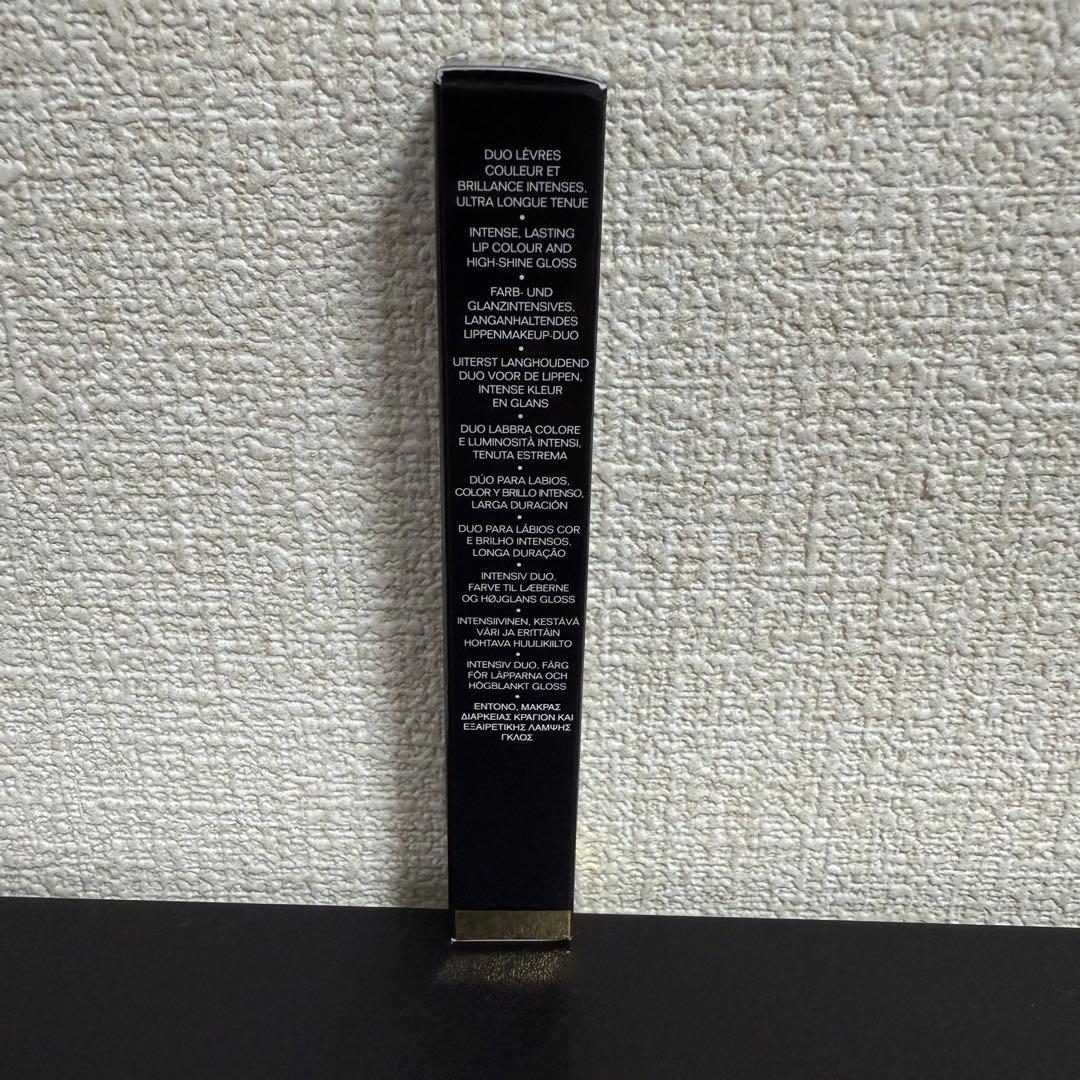 DUO LÈVRES
COULEUR ET
BRILLANCE INTENSES,
ULTRA LONGUE TENUE
•
INTENSE, LASTING
LIP COLOUR AND
HIGH-SHINE GLOSS
•
FARB- UND
GLANZINTENSIVES,
LANGANHALTENDES
LIPPENMAKEUP-DUO
•
UITERST LANGHOUDEND
DUO VOOR DE LIPPEN,
INTENSE KLEUR
EN GLANS
•
DUO LABBRA COLORE
E LUMINOSITÀ INTENSI,
TENUTA ESTREMA
•
DÚO PARA LABIOS,
COLOR Y BRILLO INTENSO,
LARGA DURACIÓN
•
DUO PARA LÁBIOS COR
E BRILHO INTENSOS,
LONGA DURAÇÃO
•
INTENSIV DUO,
FARVE TIL LÆBERNE
OG HØJGLANS GLOSS
•
INTENSIIVINEN, KESTÄVÄ
VÄRI JA ERITTÄIN
HOHTAVA HUULIKIILTO
•
INTENSIV DUO, FÄRG
FÖR LÄPPARNA OCH
HÖGBLANKT GLOSS
•
ΕΝΤΟΝΟ, ΜΑΚΡΑΣ
ΔΙΑΡΚΕΙΑΣ ΚΡΑΓΙΟΝ ΚΑΙ
ΕΞΑΙΡΕΤΙΚΗΣ ΛΑΜΨΗΣ
ΓΚΛΟΣ